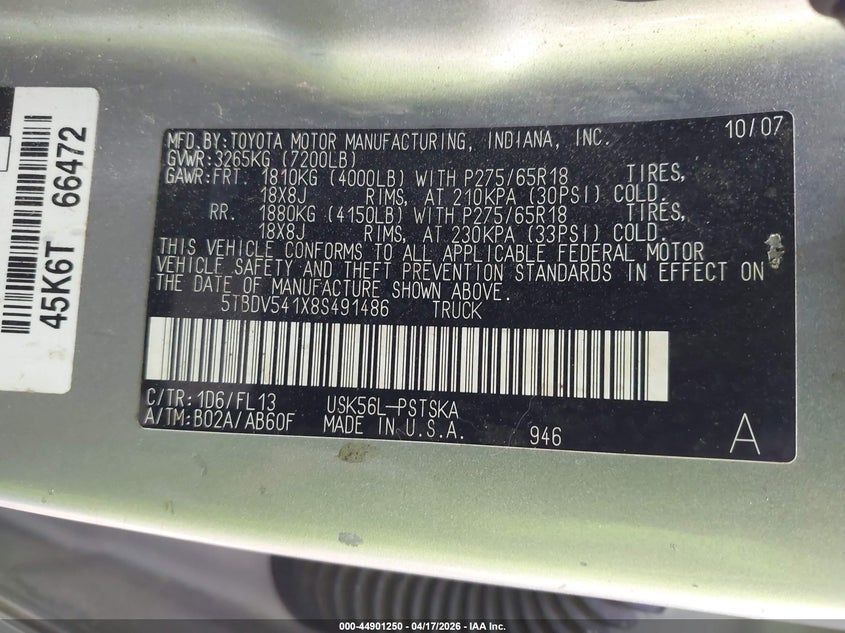 45K6T 66472
MFD.BY:TOYOTA MOTOR MANUFACTURING, INDIANA, INC. 10/07
GVWR:3265KG (7200LB)
GAWR:FRT. 1810KG (4000LB) WITH P275/65R18 TIRES,
18X8J RIMS, AT 210KPA (30PSI) COLD.
RR. 1880KG (4150LB) WITH P275/65R18 TIRES,
18X8J RIMS, AT 230KPA (33PSI) COLD.
THIS VEHICLE CONFORMS TO ALL APPLICABLE FEDERAL MOTOR
VEHICLE SAFETY AND THEFT PREVENTION STANDARDS IN EFFECT ON
THE DATE OF MANUFACTURE SHOWN ABOVE.
5TBDV541X8S491486 TRUCK
C/TR:1D6/FL13 USK56L-PSTSKA
A/TM:B02A/AB60F MADE IN U.S.A. 946 A
000-44901250 - 04/17/2026 - IAA Inc.